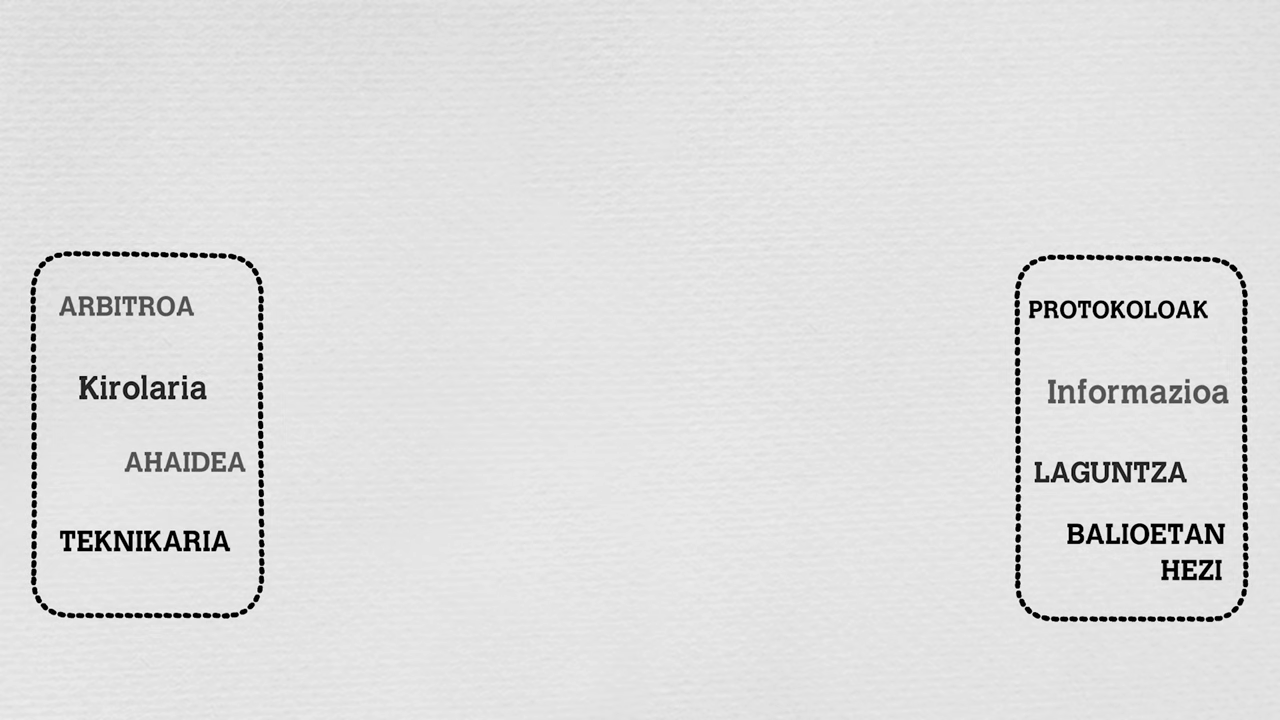 ARBITROA
Kirolaria
AHAIDEA
TEKNIKARIA
PROTOKOLOAK
Informazioa
LAGUNTZA
BALIOETAN
HEZI